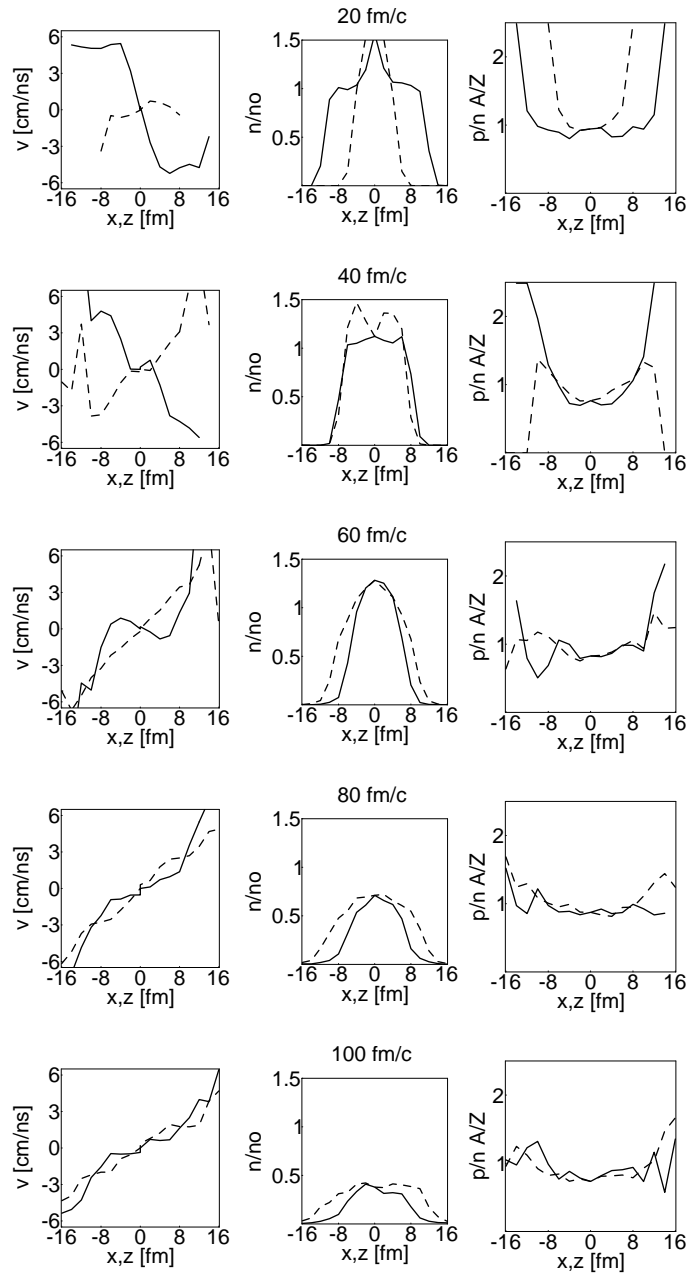 20 fm/c
6
3
0
-3
-6
v [cm/ns]
-16 -8 0 8 16
x,z [fm]
1.5
1
0.5
n/no
-16 -8 0 8 16
x,z [fm]
2
1
p/n A/Z
-16 -8 0 8 16
x,z [fm]
40 fm/c
6
3
0
-3
-6
v [cm/ns]
-16 -8 0 8 16
x,z [fm]
1.5
1
0.5
n/no
-16 -8 0 8 16
x,z [fm]
2
1
p/n A/Z
-16 -8 0 8 16
x,z [fm]
60 fm/c
6
3
0
-3
-6
v [cm/ns]
-16 -8 0 8 16
x,z [fm]
1.5
1
0.5
n/no
-16 -8 0 8 16
x,z [fm]
2
1
p/n A/Z
-16 -8 0 8 16
x,z [fm]
80 fm/c
6
3
0
-3
-6
v [cm/ns]
-16 -8 0 8 16
x,z [fm]
1.5
1
0.5
n/no
-16 -8 0 8 16
x,z [fm]
2
1
p/n A/Z
-16 -8 0 8 16
x,z [fm]
100 fm/c
6
3
0
-3
-6
v [cm/ns]
-16 -8 0 8 16
x,z [fm]
1.5
1
0.5
n/no
-16 -8 0 8 16
x,z [fm]
2
1
p/n A/Z
-16 -8 0 8 16
x,z [fm]